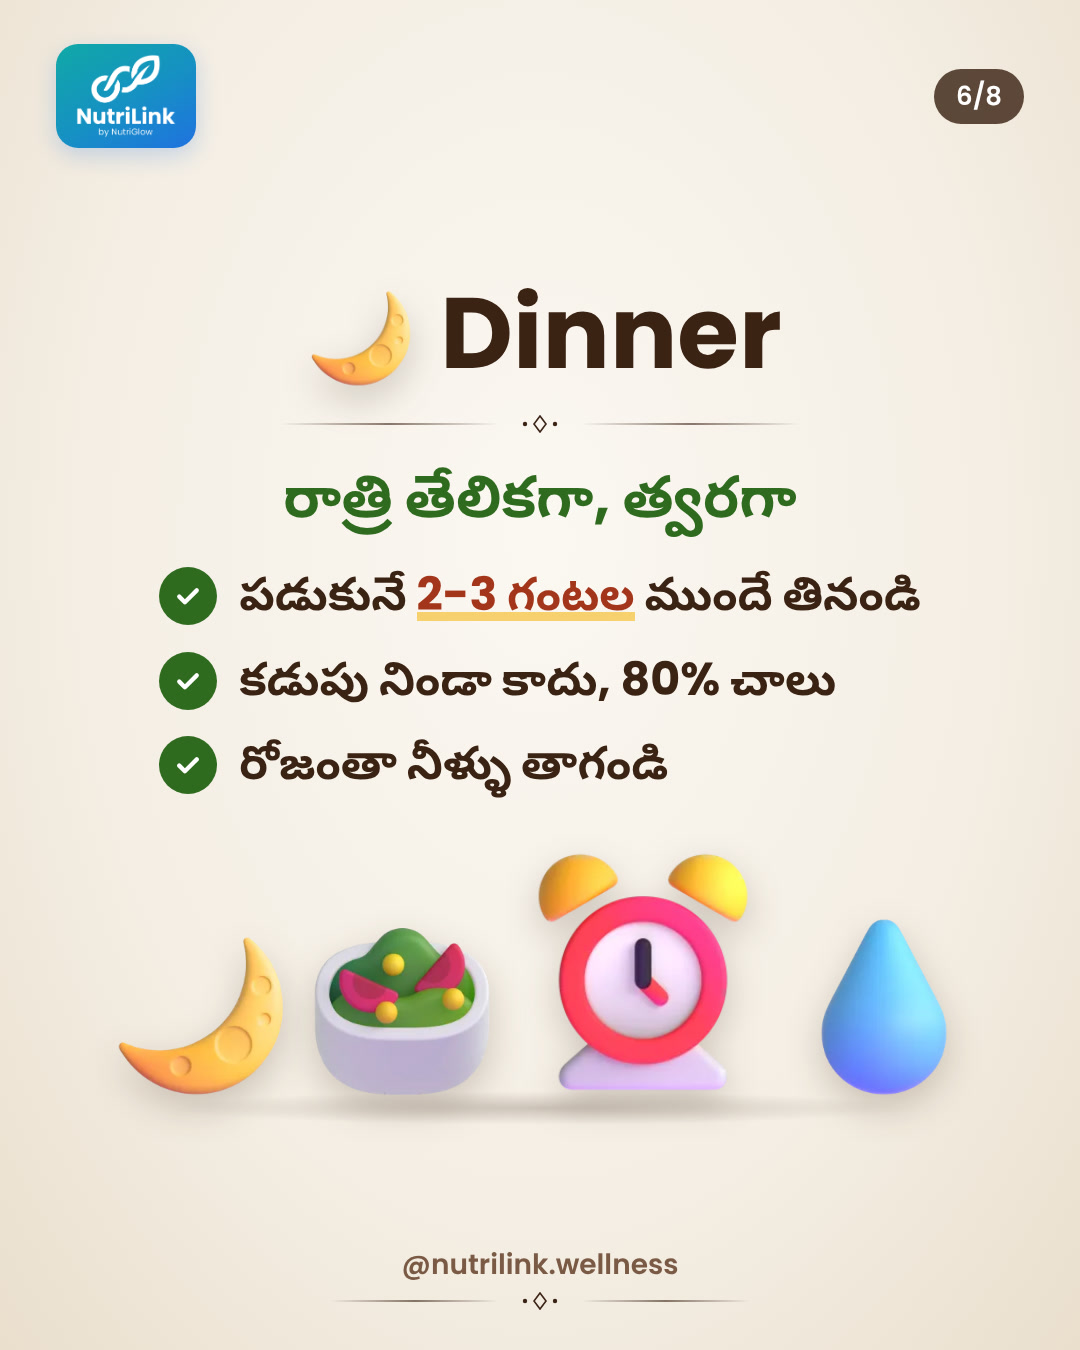 NutriLink
by NutriGlow
6/8
Dinner
రాత్రి తేలికగా, త్వరగా
పడుకునే 2–3 గంటల ముందే తినండి
కడుపు నిండా కాదు, 80% చాలు
రోజంతా నీళ్ళు తాగండి
@nutrilink.wellness